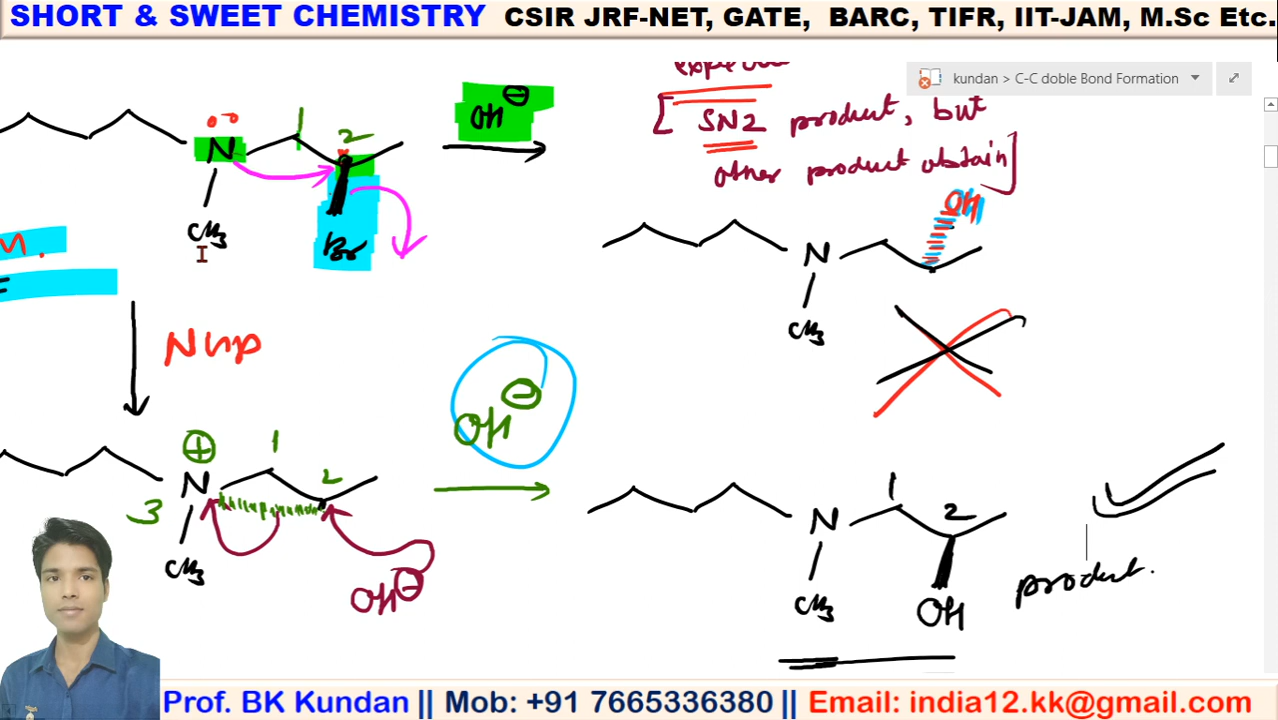 SHORT & SWEET CHEMISTRY CSIR JRF-NET, GATE, BARC, TIFR, IIT-JAM, M.Sc Etc.
kundan > C-C doble Bond Formation
[SN2 product, but
other product obtain]
OH⊖
1
2
N
CH3
Br
OH
N
CH3
M.
NGP
OH⊖
⊕
1
2
3
N
CH3
OH⊖
1
2
N
CH3
OH
product.
Prof. BK Kundan || Mob: +91 7665336380 || Email: india12.kk@gmail.com